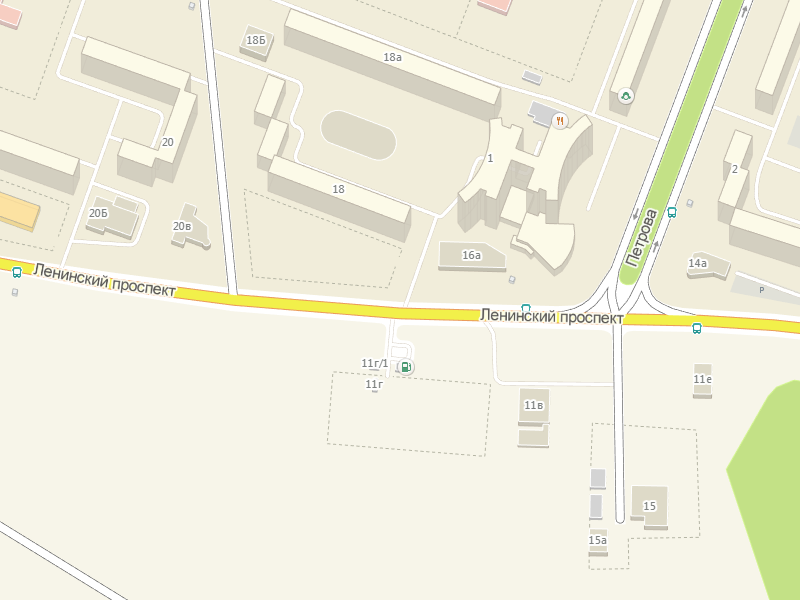 18Б
18а
20
1
2
18
20Б
20в
Петрова
16а
14а
Ленинский проспект
P
Ленинский проспект
11г/1
11г
11е
11в
15
15а